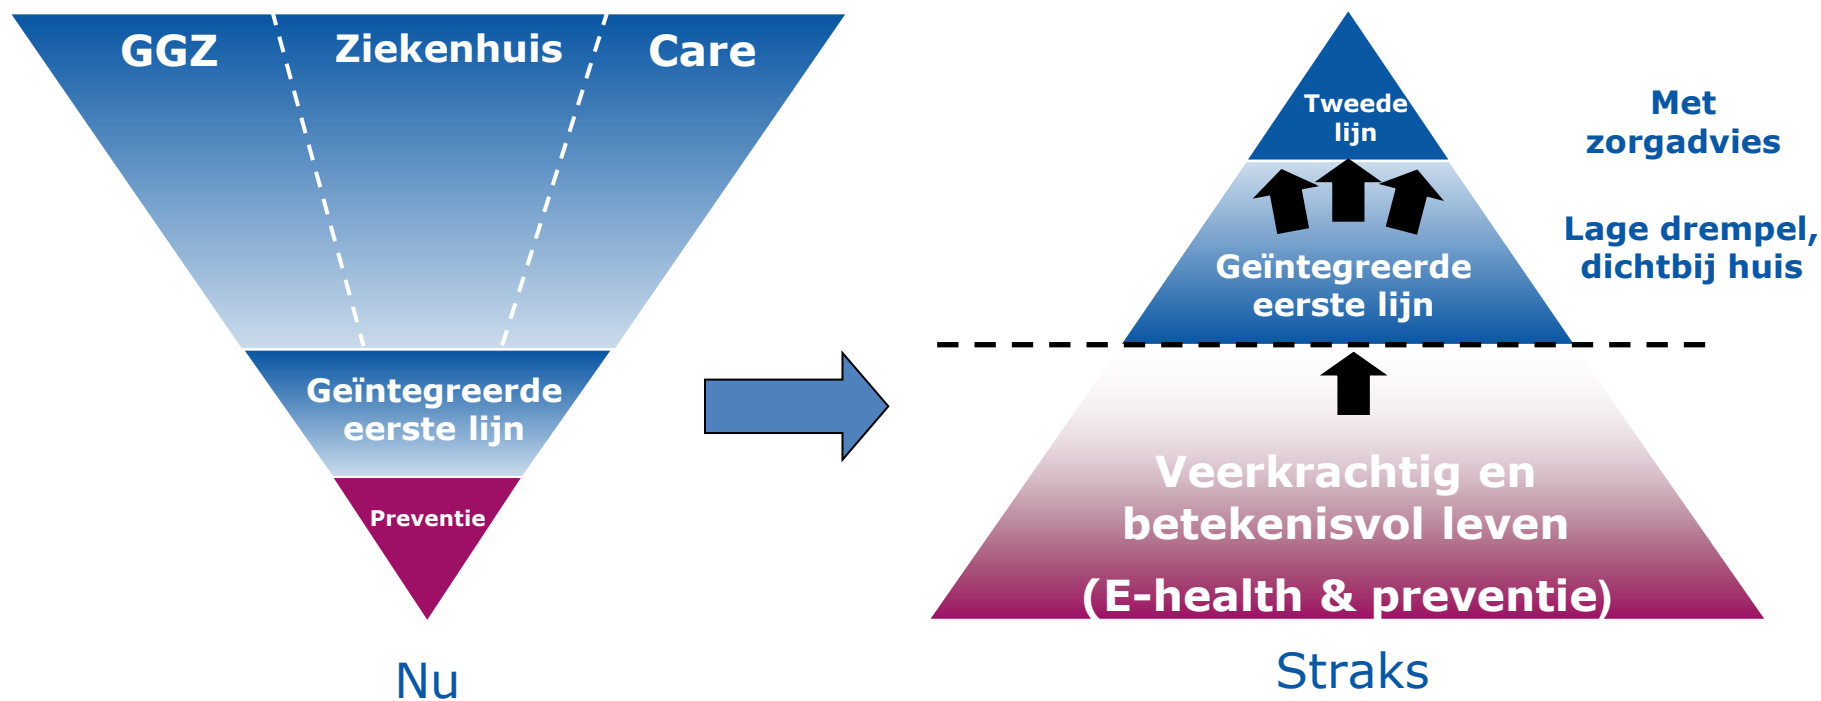 GGZ
Ziekenhuis
Care
Geïntegreerde
eerste lijn
Preventie
Nu
Tweede
lijn
Met
zorgadvies
Geïntegreerde
eerste lijn
Lage drempel,
dichtbij huis
Veerkrachtig en
betekenisvol leven
(E-health & preventie)
Straks